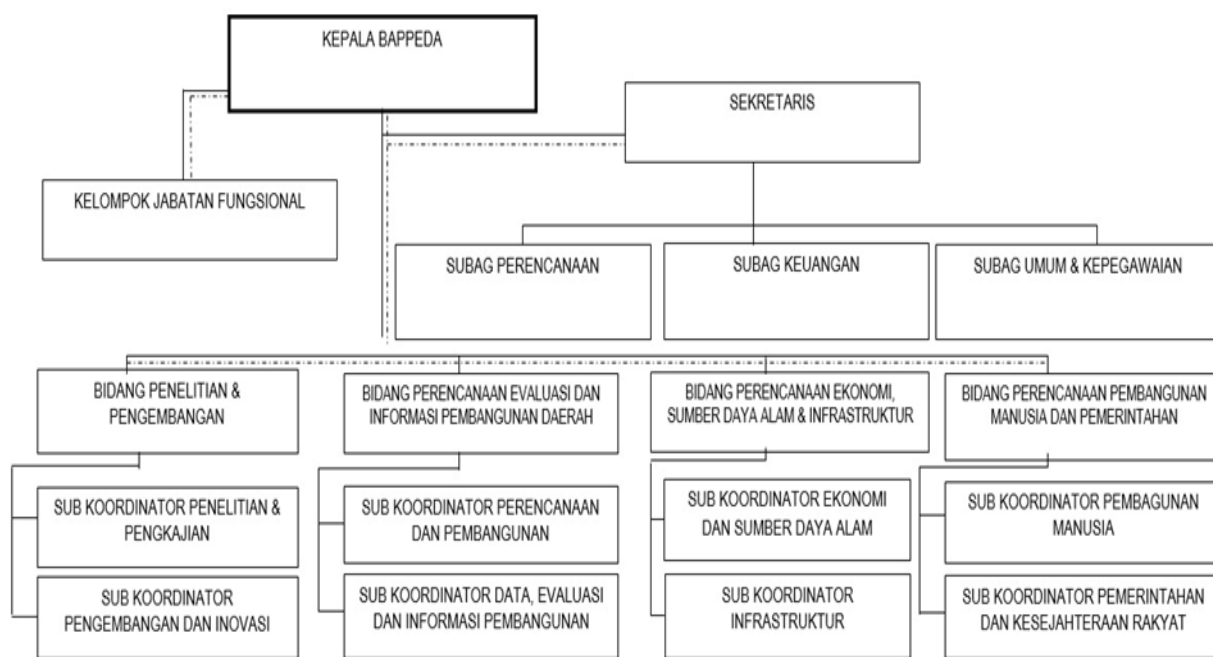 KEPALA BAPPEDA
SEKRETARIS
KELOMPOK JABATAN FUNGSIONAL
SUBAG PERENCANAAN
SUBAG KEUANGAN
SUBAG UMUM & KEPEGAWAIAN
BIDANG PENELITIAN &
PENGEMBANGAN
BIDANG PERENCANAAN EVALUASI DAN
INFORMASI PEMBANGUNAN DAERAH
BIDANG PERENCANAAN EKONOMI,
SUMBER DAYA ALAM & INFRASTRUKTUR
BIDANG PERENCANAAN PEMBANGUNAN
MANUSIA DAN PEMERINTAHAN
SUB KOORDINATOR PENELITIAN &
PENGKAJIAN
SUB KOORDINATOR PERENCANAAN
DAN PEMBANGUNAN
SUB KOORDINATOR EKONOMI
DAN SUMBER DAYA ALAM
SUB KOORDINATOR PEMBAGUNAN
MANUSIA
SUB KOORDINATOR
PENGEMBANGAN DAN INOVASI
SUB KOORDINATOR DATA, EVALUASI
DAN INFORMASI PEMBANGUNAN
SUB KOORDINATOR
INFRASTRUKTUR
SUB KOORDINATOR PEMERINTAHAN
DAN KESEJAHTERAAN RAKYAT